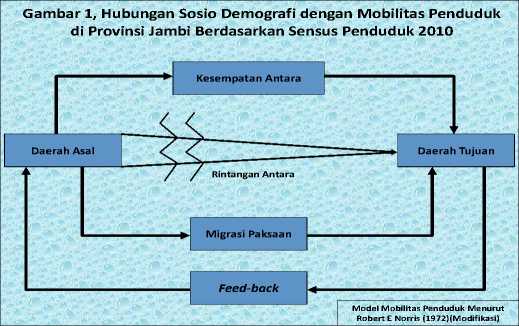 Gambar 1, Hubungan Sosio Demografi dengan Mobilitas Penduduk
di Provinsi Jambi Berdasarkan Sensus Penduduk 2010
Kesempatan Antara
Daerah Asal
Daerah Tujuan
Rintangan Antara
Migrasi Paksaan
Feed-back
Model Mobilitas Penduduk Menurut
Robert E Norris (1972)(Modifikasi)